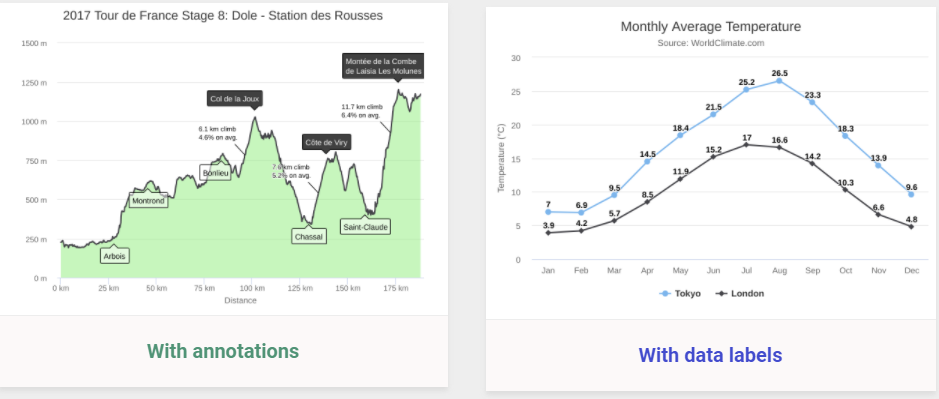 2017 Tour de France Stage 8: Dole - Station des Rousses
1500 m
1250 m
1000 m
750 m
500 m
250 m
0 m
Montée de la Combe
de Laisia Les Molunes
Col de la Joux
11.7 km climb
6.4% on avg.
6.1 km climb
4.6% on avg.
Côte de Viry
7.6 km climb
5.2% on avg.
Bonlieu
Montrond
Saint-Claude
Chassal
Arbois
0 km 25 km 50 km 75 km 100 km 125 km 150 km 175 km
Distance
With annotations
Monthly Average Temperature
Source: WorldClimate.com
Temperature (°C)
30
25
20
15
10
5
0
7 6.9 9.5 14.5 18.4 21.5 25.2 26.5 23.3 18.3 13.9 9.6
3.9 4.2 5.7 8.5 11.9 15.2 17 16.6 14.2 10.3 6.6 4.8
Jan Feb Mar Apr May Jun Jul Aug Sep Oct Nov Dec
Tokyo London
With data labels